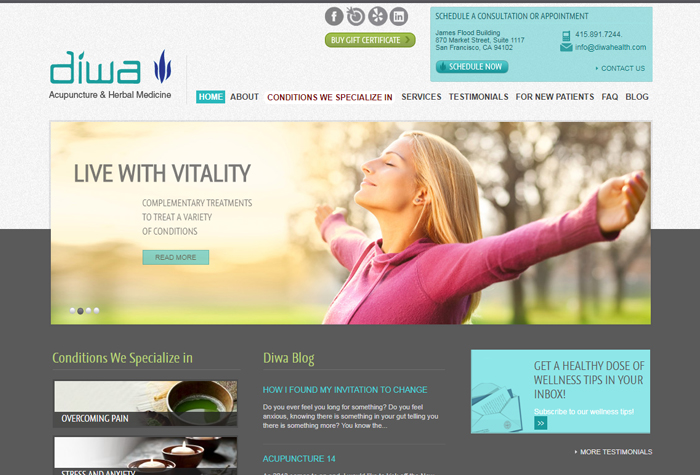 diwa
Acupuncture & Herbal Medicine
BUY GIFT CERTIFICATE
SCHEDULE A CONSULTATION OR APPOINTMENT
James Flood Building
870 Market Street, Suite 1117
San Francisco, CA 94102
415.891.7244.
info@diwahealth.com
SCHEDULE NOW
CONTACT US
HOME ABOUT CONDITIONS WE SPECIALIZE IN SERVICES TESTIMONIALS FOR NEW PATIENTS FAQ BLOG
LIVE WITH VITALITY
COMPLEMENTARY TREATMENTS
TO TREAT A VARIETY
OF CONDITIONS
READ MORE
Conditions We Specialize in
OVERCOMING PAIN
STRESS AND ANXIETY
Diwa Blog
HOW I FOUND MY INVITATION TO CHANGE
Do you ever feel you long for something? Do you feel
anxious, knowing there is something in your gut telling you
there is something more? You know the...
ACUPUNCTURE 14
GET A HEALTHY DOSE OF
WELLNESS TIPS IN YOUR
INBOX!
Subscribe to our wellness tips!
>>
MORE TESTIMONIALS